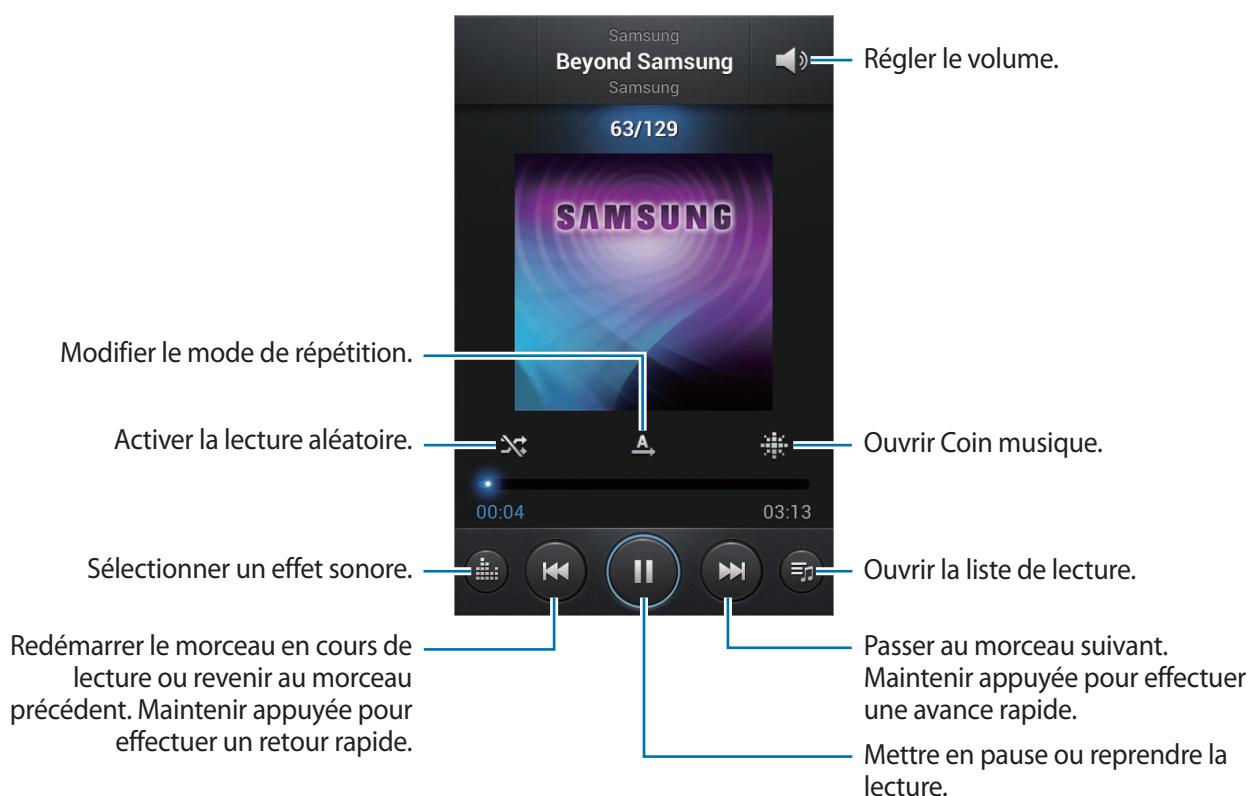 Samsung
Beyond Samsung
Samsung
Régler le volume.
63/129
SAMSUNG
Modifier le mode de répétition.
Activer la lecture aléatoire.
A
Ouvrir Coin musique.
00:04
03:13
Sélectionner un effet sonore.
Ouvrir la liste de lecture.
Redémarrer le morceau en cours de
lecture ou revenir au morceau
précédent. Maintenir appuyée pour
effectuer un retour rapide.
Passer au morceau suivant.
Maintenir appuyée pour effectuer
une avance rapide.
Mettre en pause ou reprendre la
lecture.